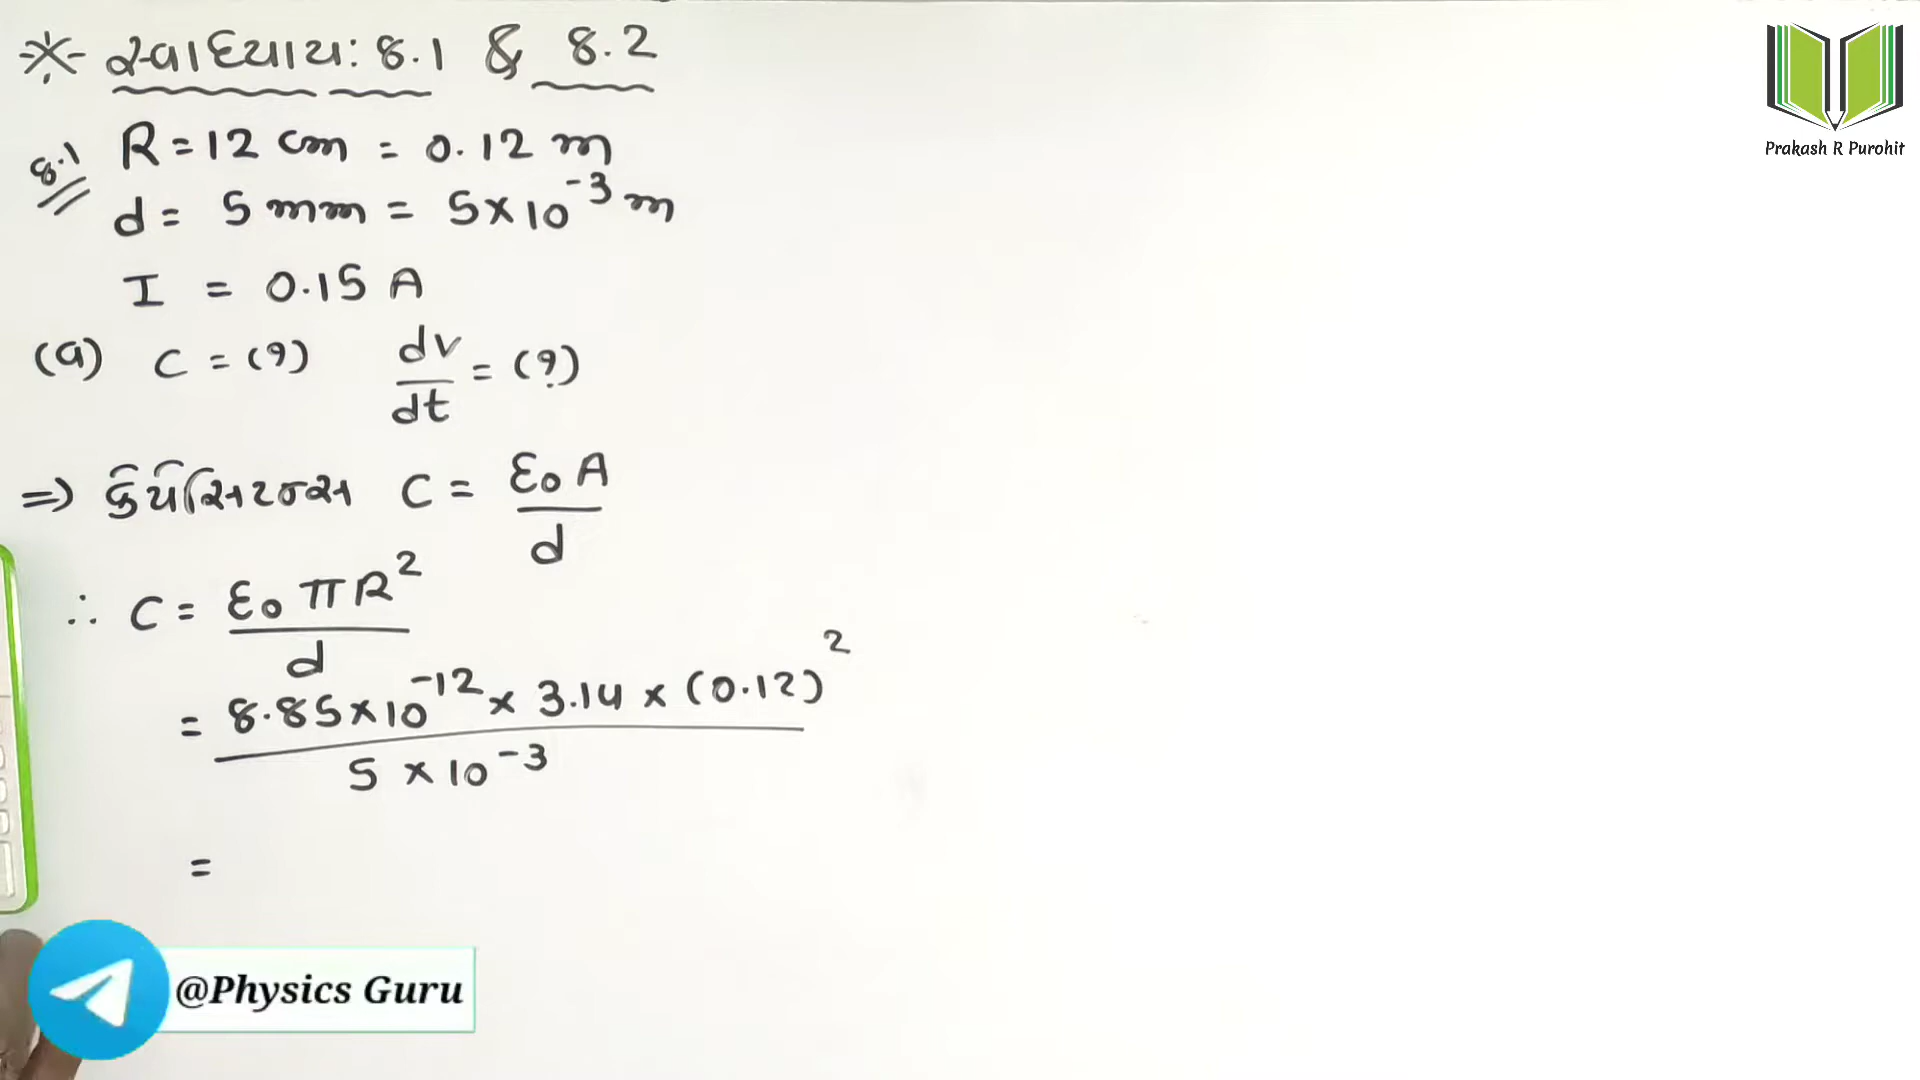 * સ્વાધ્યાય: 8.1 & 8.2
8.1 R = 12 cm = 0.12 m
d = 5 mm = 5×10⁻³ m
I = 0.15 A
(a) C = (?) dv/dt = (?)
⇒ કૅપૅસિટન્સ C = ε₀A/d
∴ C = ε₀πR²/d
= 8.85×10⁻¹² × 3.14 × (0.12)² / 5 × 10⁻³
=
@Physics Guru
Prakash R Purohit